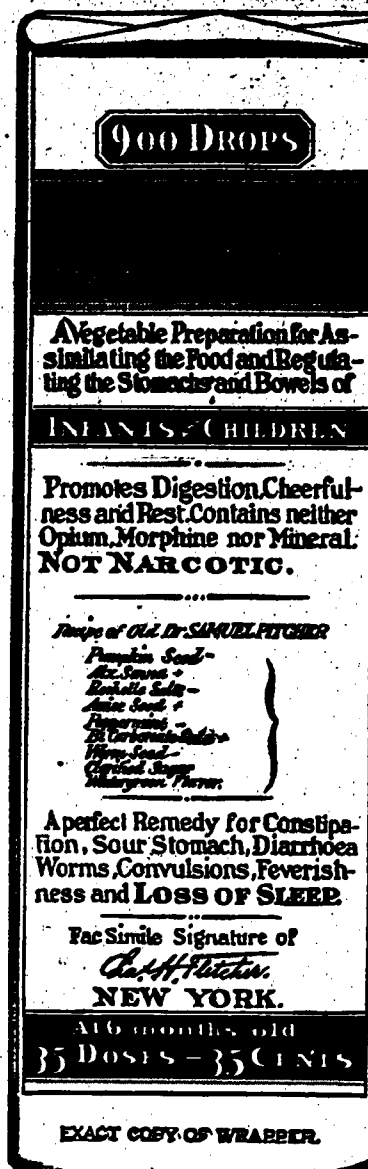 900 DROPS
A Vegetable Preparation for As-
similating the Food and Regula-
ting the Stomachs and Bowels of
INFANTS CHILDREN
Promotes Digestion, Cheerful-
ness and Rest. Contains neither
Opium, Morphine nor Mineral.
NOT NARCOTIC.
Recipe of Old Dr SAMUEL PITCHER
Pumpkin Seed -
Alx. Senna +
Rochelle Salts -
Anise Seed +
Peppermint -
Bi Carbonate Soda +
Worm Seed -
Clarified Sugar
Wintergreen Flavor.
A perfect Remedy for Constipa-
tion, Sour Stomach, Diarrhoea
Worms, Convulsions, Feverish-
ness and LOSS OF SLEEP.
Fac Simile Signature of
Chas. H. Fletcher.
NEW YORK.
At 6 months old
35 DOSES – 35 CENTS
EXACT COPY OF WRAPPER.